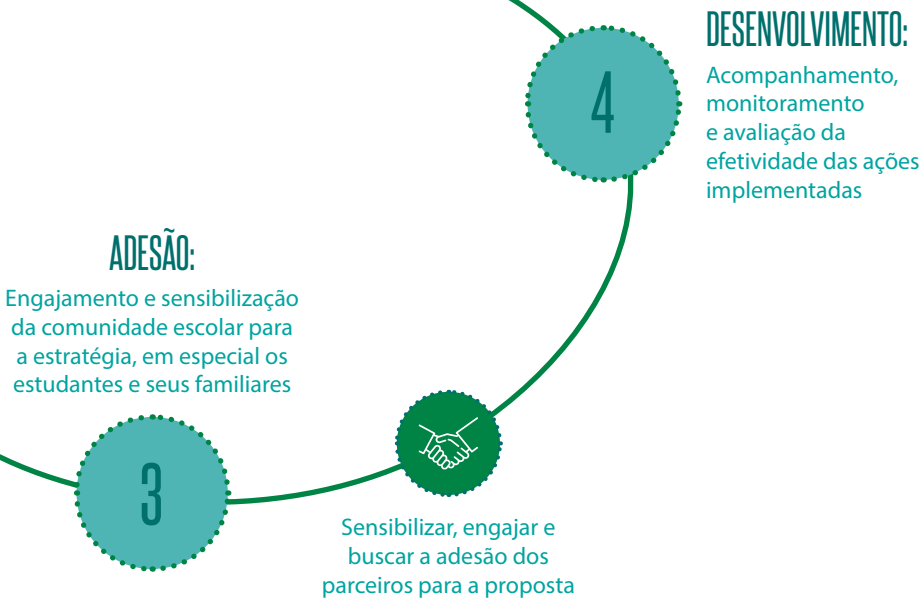 4
DESENVOLVIMENTO:
Acompanhamento,
monitoramento
e avaliação da
efetividade das ações
implementadas
ADESÃO:
Engajamento e sensibilização
da comunidade escolar para
a estratégia, em especial os
estudantes e seus familiares
3
Sensibilizar, engajar e
buscar a adesão dos
parceiros para a proposta